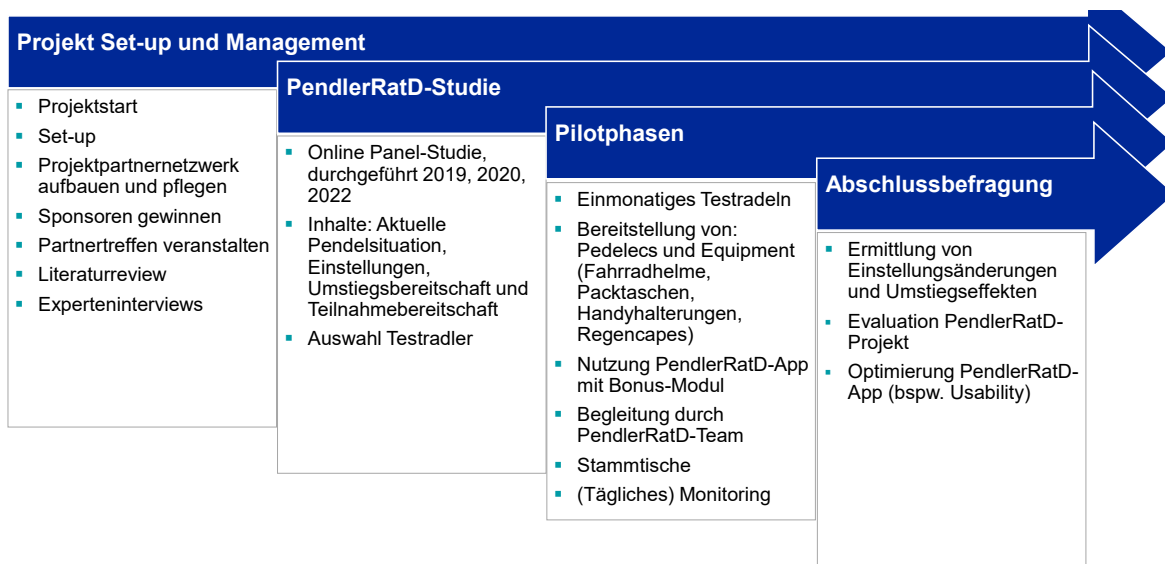 Projekt Set-up und Management
Projektstart
Set-up
Projektpartnernetzwerk
aufbauen und pflegen
Sponsoren gewinnen
Partnertreffen veranstalten
Literaturreview
Experteninterviews
PendlerRatD-Studie
Online Panel-Studie,
durchgeführt 2019, 2020,
2022
Inhalte: Aktuelle
Pendelsituation,
Einstellungen,
Umstiegsbereitschaft und
Teilnahmebereitschaft
Auswahl Testradler
Pilotphasen
Einmonatiges Testradeln
Bereitstellung von:
Pedelecs und Equipment
(Fahrradhelme,
Packtaschen,
Handyhalterungen,
Regencapes)
Nutzung PendlerRatD-App
mit Bonus-Modul
Begleitung durch
PendlerRatD-Team
Stammtische
(Tägliches) Monitoring
Abschlussbefragung
Ermittlung von
Einstellungsänderungen
und Umstiegseffekten
Evaluation PendlerRatD-
Projekt
Optimierung PendlerRatD-
App (bspw. Usability)